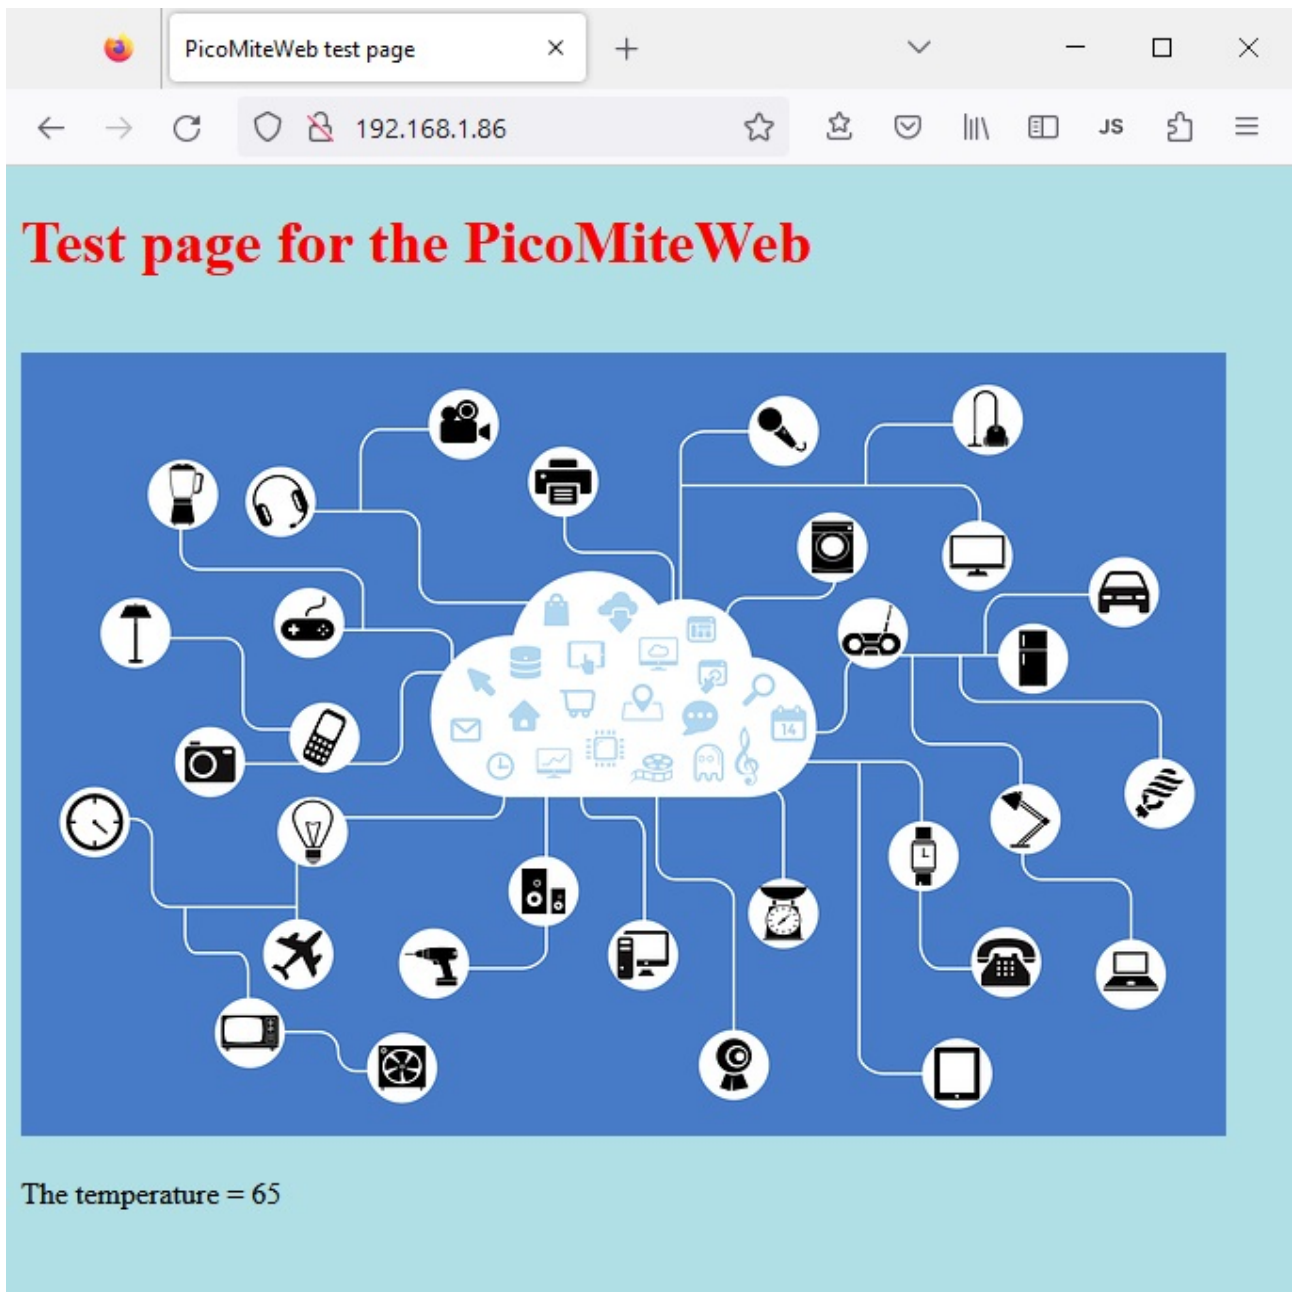 PicoMiteWeb test page
192.168.1.86
JS
Test page for the PicoMiteWeb
14
The temperature = 65